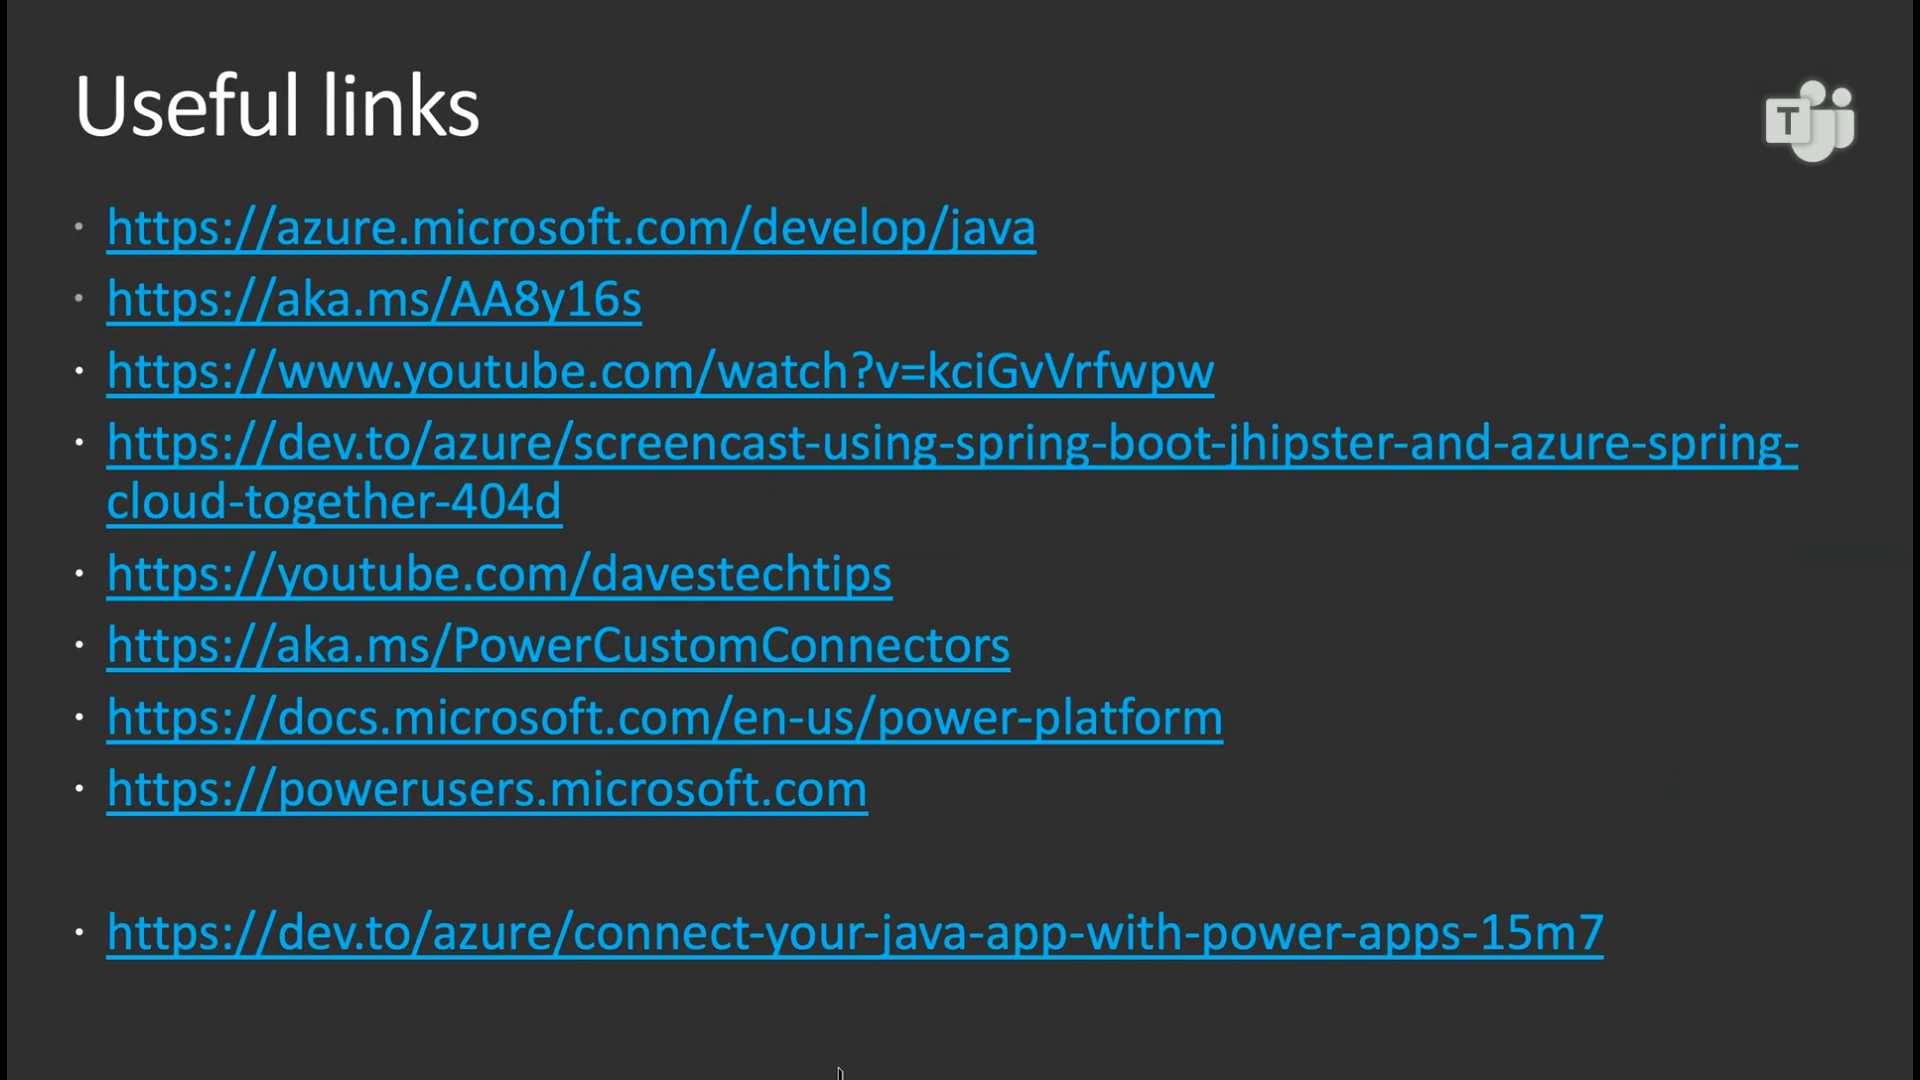 Useful links
T
• https://azure.microsoft.com/develop/java
• https://aka.ms/AA8y16s
• https://www.youtube.com/watch?v=kciGvVrfwpw
• https://dev.to/azure/screencast-using-spring-boot-jhipster-and-azure-spring-
cloud-together-404d
• https://youtube.com/davestechtips
• https://aka.ms/PowerCustomConnectors
• https://docs.microsoft.com/en-us/power-platform
• https://powerusers.microsoft.com
• https://dev.to/azure/connect-your-java-app-with-power-apps-15m7